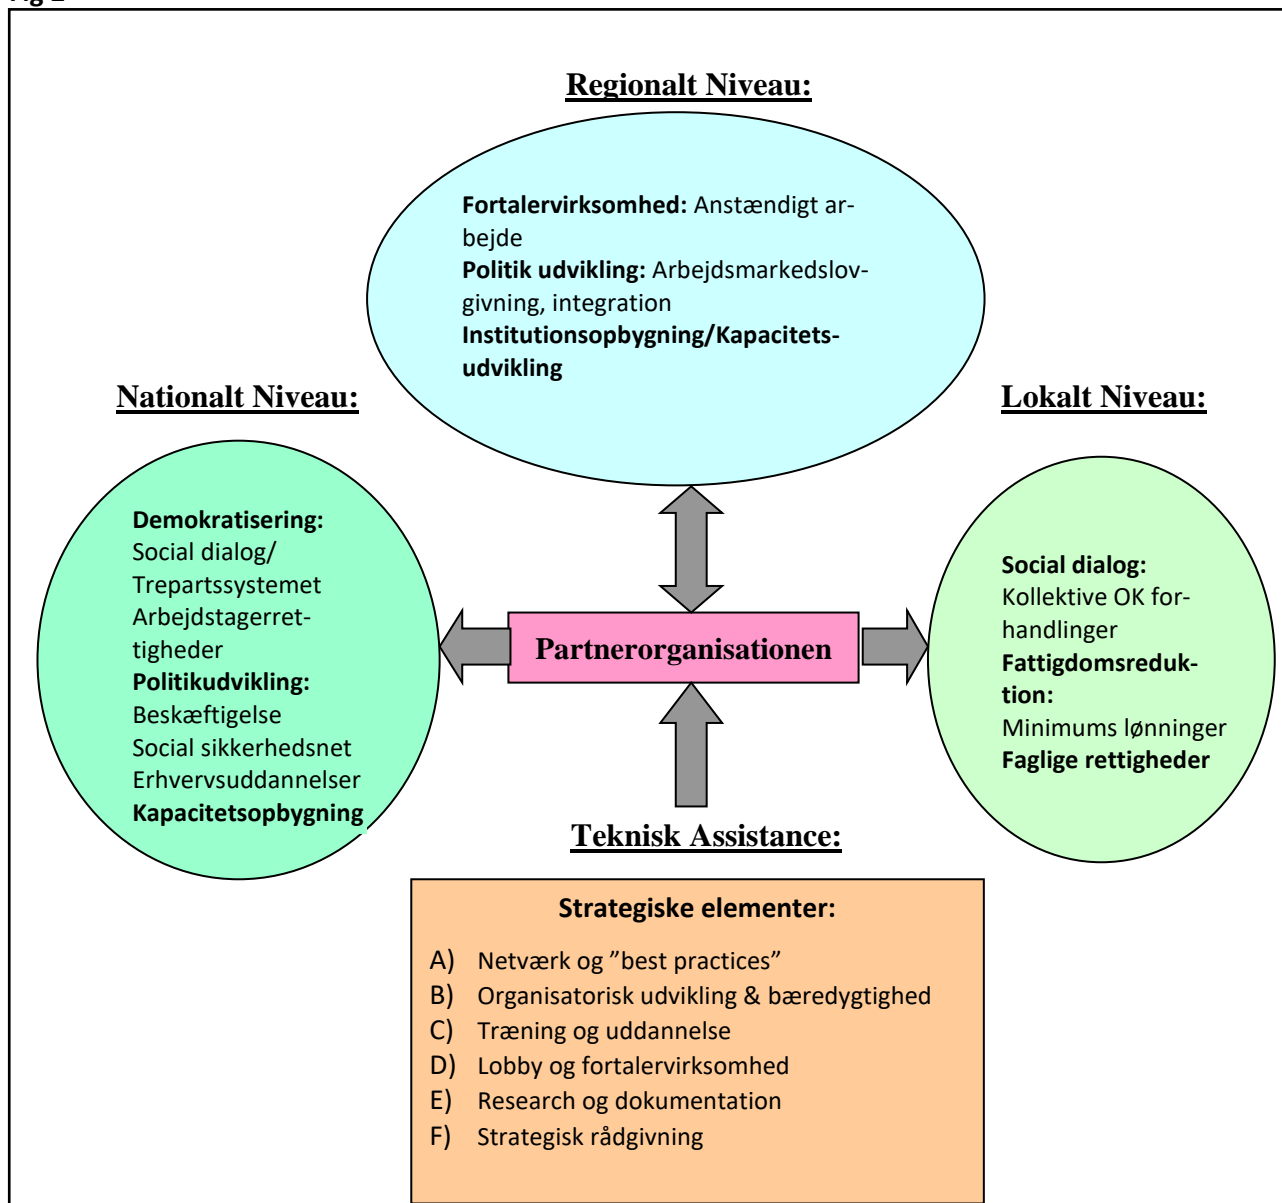 Regionalt Niveau:
Fortalervirksomhed: Anstændigt ar-
bejde
Politik udvikling: Arbejdsmarkedslov-
givning, integration
Institutionsopbygning/Kapacitets-
udvikling
Nationalt Niveau:
Demokratisering:
Social dialog/
Trepartssystemet
Arbejdstagerret-
tigheder
Politikudvikling:
Beskæftigelse
Social sikkerhedsnet
Erhvervsuddannelser
Kapacitetsopbygning
Lokalt Niveau:
Social dialog:
Kollektive OK for-
handlinger
Fattigdomsreduk-
tion:
Minimums lønninger
Faglige rettigheder
Partnerorganisationen
Teknisk Assistance:
Strategiske elementer:
A) Netværk og ”best practices”
B) Organisatorisk udvikling & bæredygtighed
C) Træning og uddannelse
D) Lobby og fortalervirksomhed
E) Research og dokumentation
F) Strategisk rådgivning